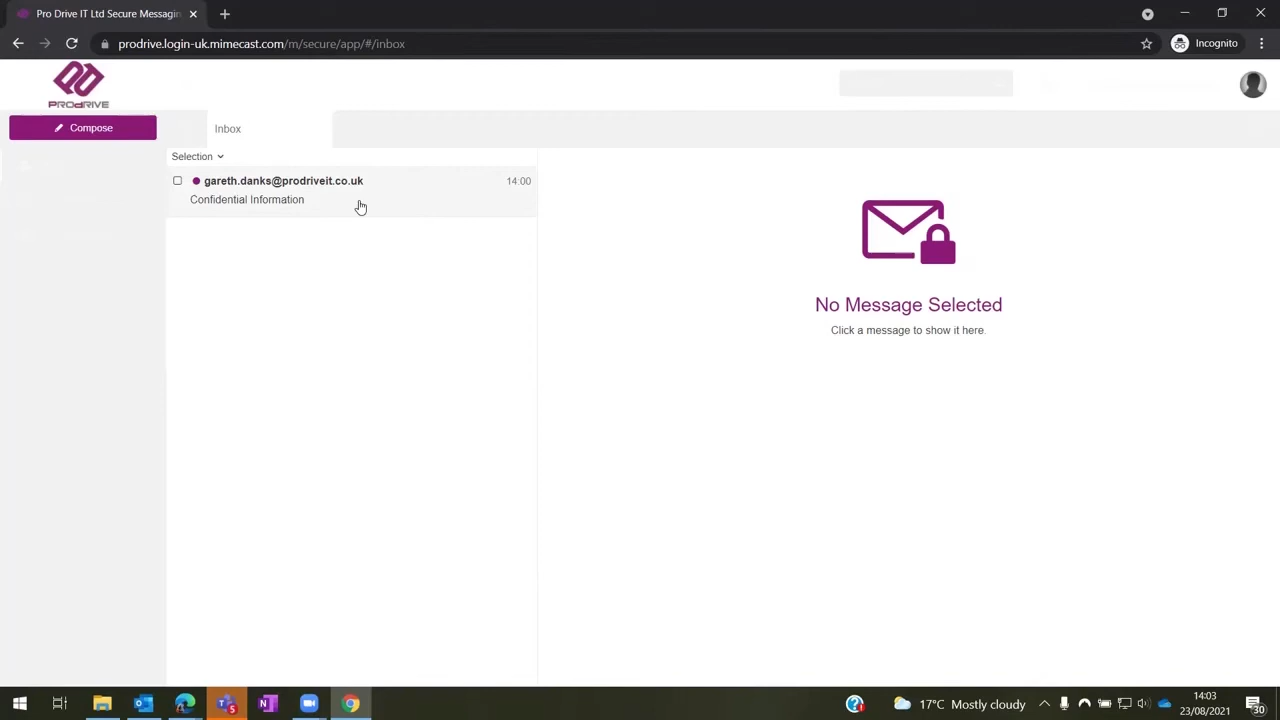 Pro Drive IT Ltd Secure Messagin
prodrive.login-uk.mimecast.com/m/secure/app/#/inbox
Incognito
PRODRIVE
Compose
Inbox
Selection
gareth.danks@prodriveit.co.uk
14:00
Confidential Information
No Message Selected
Click a message to show it here.
5
17°C Mostly cloudy
14:03
23/08/2021
30